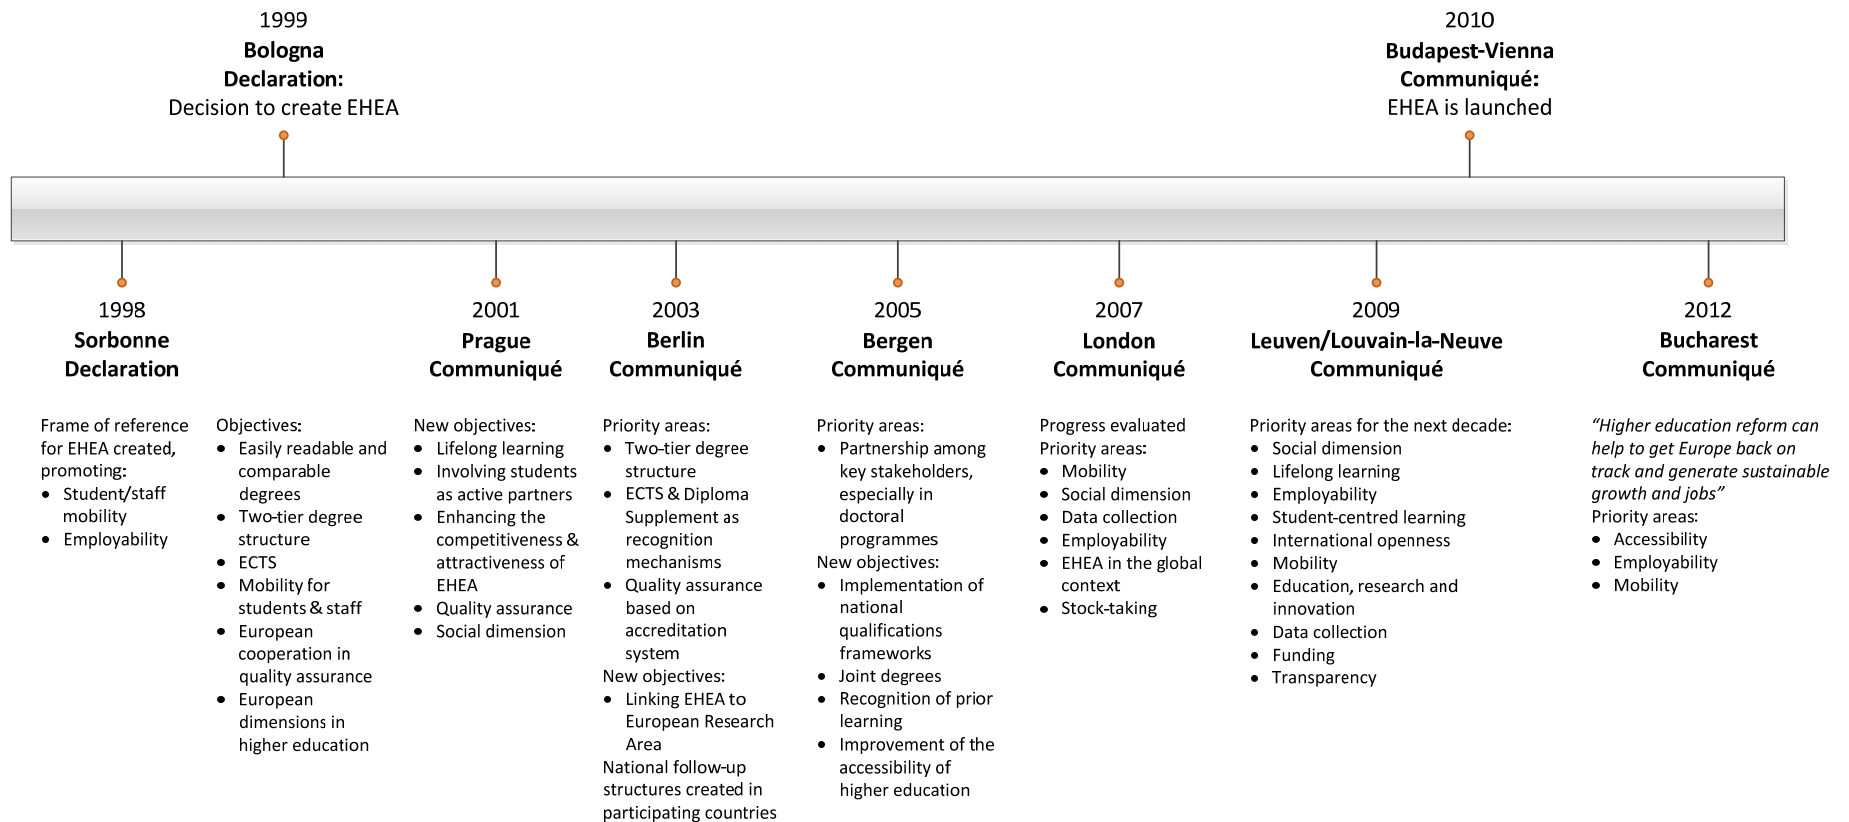 1999
Bologna
Declaration:
Decision to create EHEA
2010
Budapest-Vienna
Communiqué:
EHEA is launched
1998
Sorbonne
Declaration
Frame of reference
for EHEA created,
promoting:
• Student/staff
mobility
• Employability
Objectives:
• Easily readable and
comparable
degrees
• Two-tier degree
structure
• ECTS
• Mobility for
students & staff
• European
cooperation in
quality assurance
• European
dimensions in
higher education
2001
Prague
Communiqué
New objectives:
• Lifelong learning
• Involving students
as active partners
• Enhancing the
competitiveness &
attractiveness of
EHEA
• Quality assurance
• Social dimension
2003
Berlin
Communiqué
Priority areas:
• Two-tier degree
structure
• ECTS & Diploma
Supplement as
recognition
mechanisms
• Quality assurance
based on
accreditation
system
New objectives:
• Linking EHEA to
European Research
Area
National follow-up
structures created in
participating countries
2005
Bergen
Communiqué
Priority areas:
• Partnership among
key stakeholders,
especially in
doctoral
programmes
New objectives:
• Implementation of
national
qualifications
frameworks
• Joint degrees
• Recognition of prior
learning
• Improvement of the
accessibility of
higher education
2007
London
Communiqué
Progress evaluated
Priority areas:
• Mobility
• Social dimension
• Data collection
• Employability
• EHEA in the global
context
• Stock-taking
2009
Leuven/Louvain-la-Neuve
Communiqué
Priority areas for the next decade:
• Social dimension
• Lifelong learning
• Employability
• Student-centred learning
• International openness
• Mobility
• Education, research and
innovation
• Data collection
• Funding
• Transparency
2012
Bucharest
Communiqué
“Higher education reform can
help to get Europe back on
track and generate sustainable
growth and jobs”
Priority areas:
• Accessibility
• Employability
• Mobility